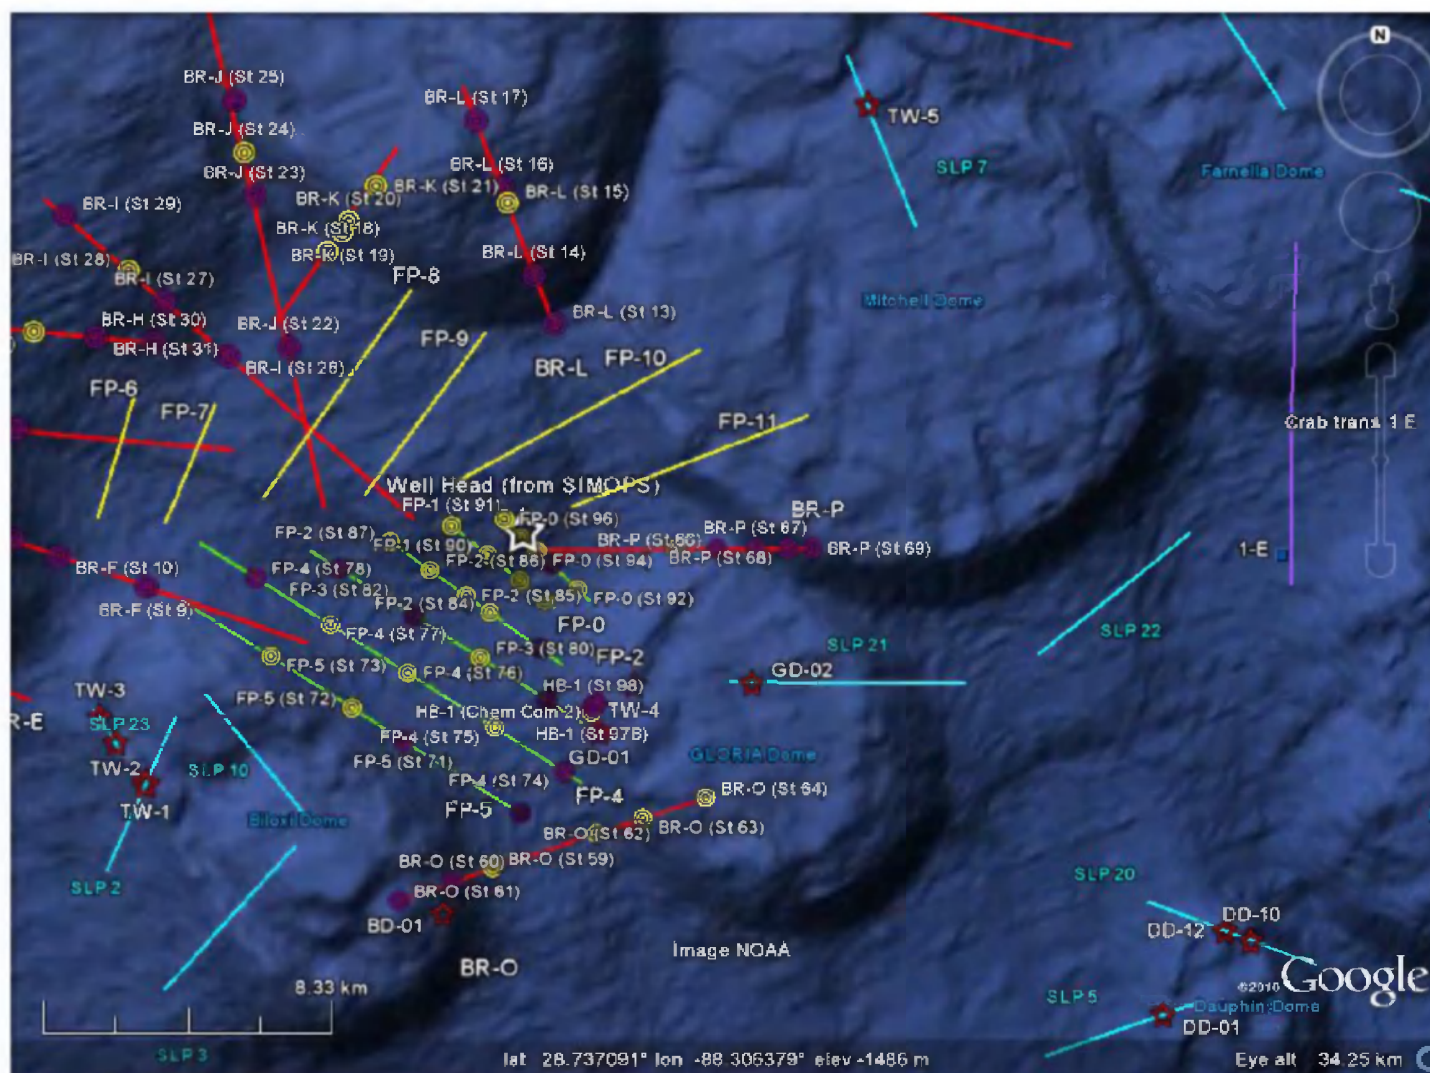 N
BR-J (St 25)
BR-L (St 17)
TW-5
BR-J (St 24)
BR-L (St 16)
SLP 7
Farnella Dome
BR-J (St 23)
BR-K (St 21)
BR-L (St 15)
BR-K (St 20)
BR-I (St 29)
BR-K (St 18)
BR-K (St 19)
BR-L (St 14)
BR-I (St 28)
BR-I (St 27)
FP-8
Mitchell Dome
BR-H (St 30)
BR-J (St 22)
BR-L (St 13)
BR-H (St 31)
FP-9
FP-10
BR-I (St 26)
BR-L
FP-6
FP-7
FP-11
Crab trans 1 E
Well Head (from SIMOPS)
FP-1 (St 91)
BR-P
FP-0 (St 96)
FP-2 (St 87)
BR-P (St 67)
FP-1 (St 90)
BR-P (St 66)
BR-P (St 69)
1-E
FP-2 (St 86)
FP-0 (St 94)
BR-P (St 68)
BR-F (St 10)
FP-4 (St 78)
FP-3 (St 82)
FP-2 (St 85)
FP-0 (St 92)
FP-2 (St 84)
BR-F (St 9)
FP-0
FP-4 (St 77)
SLP 22
SLP 21
FP-3 (St 80)
FP-2
FP-5 (St 73)
FP-4 (St 76)
GD-02
TW-3
FP-5 (St 72)
HB-1 (St 98)
HB-1 (Chem Cam 2)
TW-4
R-E
SLP 23
FP-4 (St 75)
HB-1 (St 97B)
TW-2
SLP 10
FP-5 (St 71)
GD-01
GLORIA Dome
FP-4 (St 74)
FP-4
BR-O (St 64)
TW-1
Biloxi Dome
FP-5
BR-O (St 62)
BR-O (St 63)
BR-O (St 60)
BR-O (St 59)
SLP 2
BR-O (St 61)
SLP 20
BD-01
DD-10
DD-12
Image NOAA
BR-O
8.33 km
©2010
Google
SLP 5
Dauphin Dome
DD-01
SLP 3
lat 28.737091° lon -88.306379° elev -1486 m
Eye alt 34.25 km